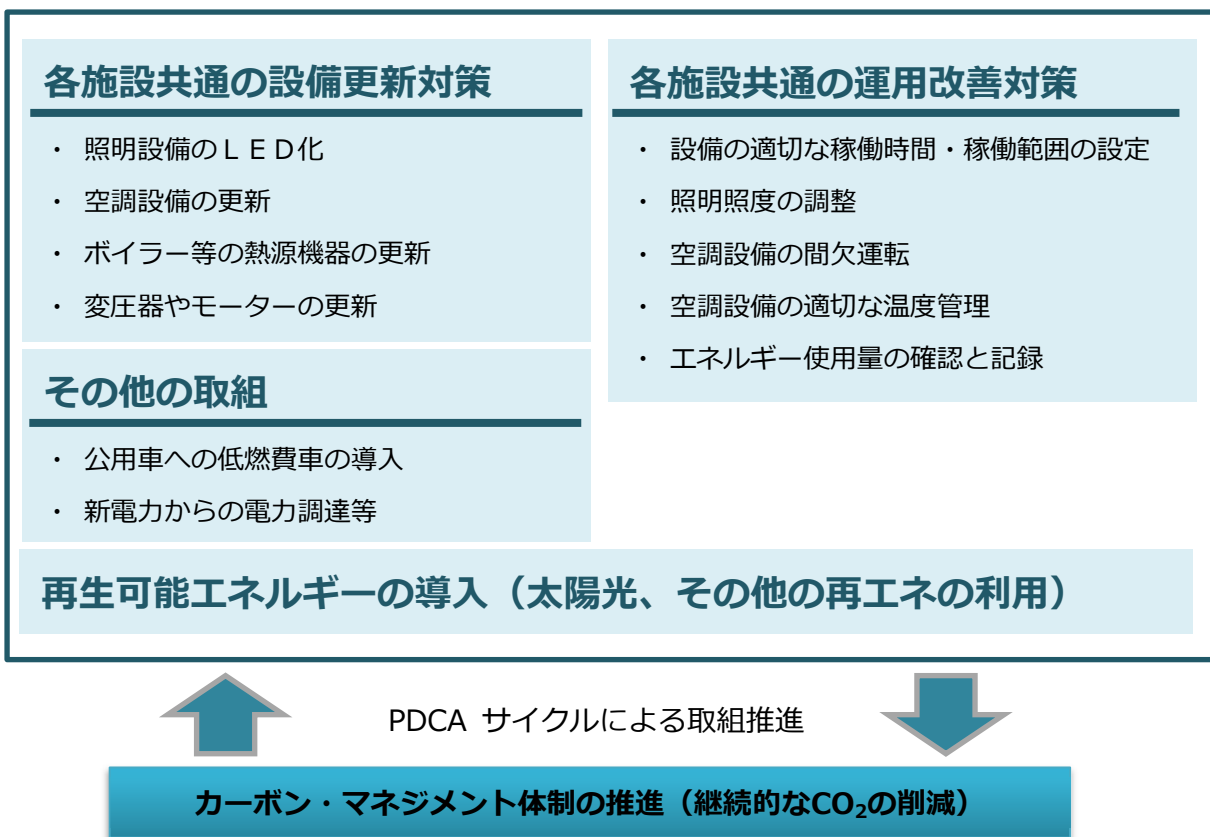 各施設共通の設備更新対策
・ 照明設備のＬＥＤ化
・ 空調設備の更新
・ ボイラー等の熱源機器の更新
・ 変圧器やモーターの更新
その他の取組
・ 公用車への低燃費車の導入
・ 新電力からの電力調達等
各施設共通の運用改善対策
・ 設備の適切な稼働時間・稼働範囲の設定
・ 照明照度の調整
・ 空調設備の間欠運転
・ 空調設備の適切な温度管理
・ エネルギー使用量の確認と記録
再生可能エネルギーの導入（太陽光、その他の再エネの利用）
PDCA サイクルによる取組推進
カーボン・マネジメント体制の推進（継続的なCO₂の削減）